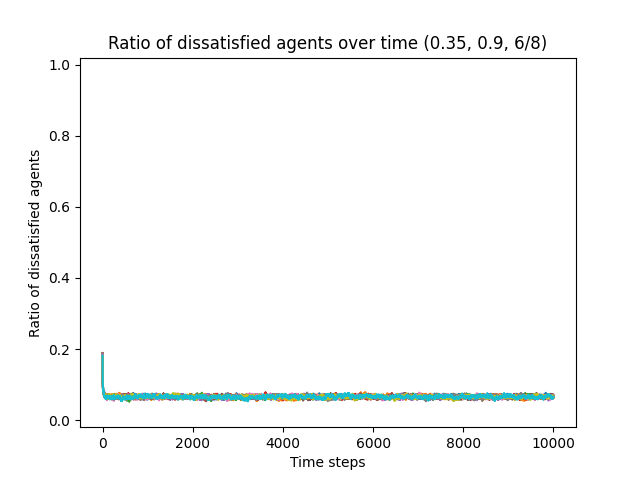 Ratio of dissatisfied agents over time (0.35, 0.9, 6/8)
1.0
0.8
0.6
0.4
0.2
0.0
Ratio of dissatisfied agents
0 2000 4000 6000 8000 10000
Time steps